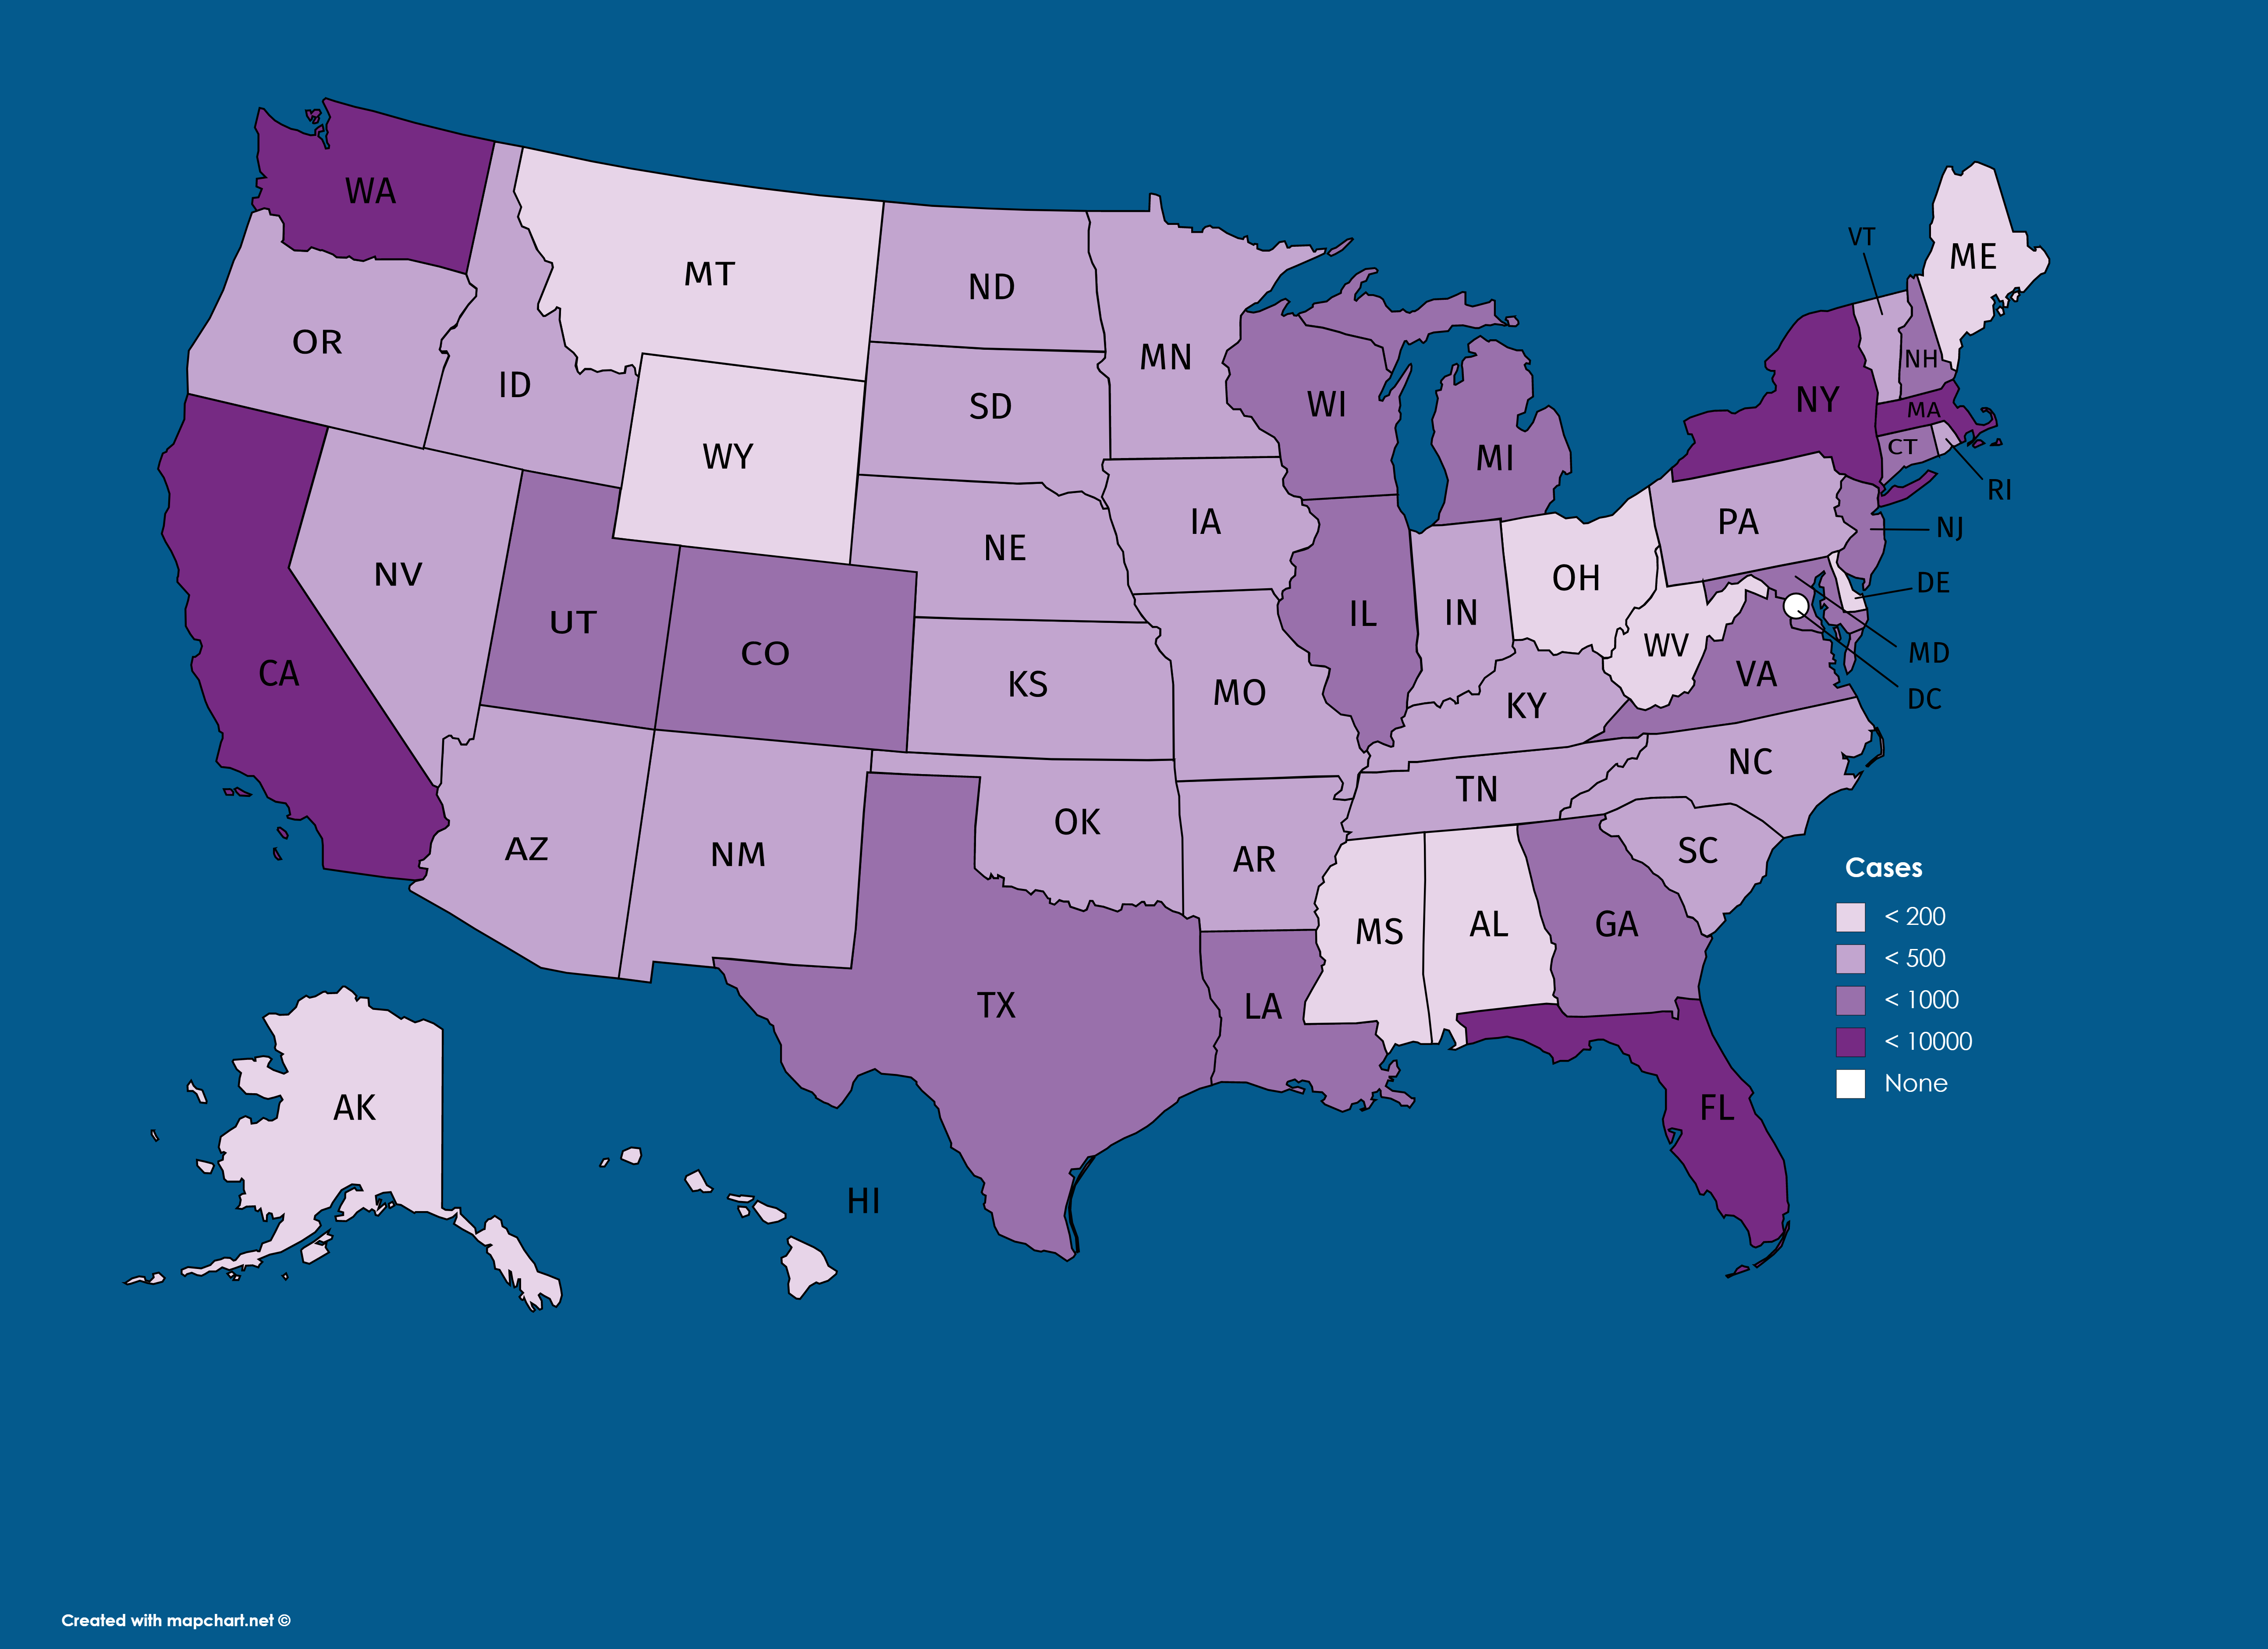 WA
VT
ME
MT
ND
OR
MN
NH
ID
SD
WI
NY
MA
CT
MI
WY
RI
IA
PA
NJ
NE
NV
OH
DE
UT
IL
IN
CO
WV
MD
CA
KS
VA
MO
DC
KY
NC
TN
OK
AZ
NM
AR
SC
Cases
MS
AL
GA
< 200
< 500
TX
LA
< 1000
< 10000
None
AK
FL
HI
Created with mapchart.net ©